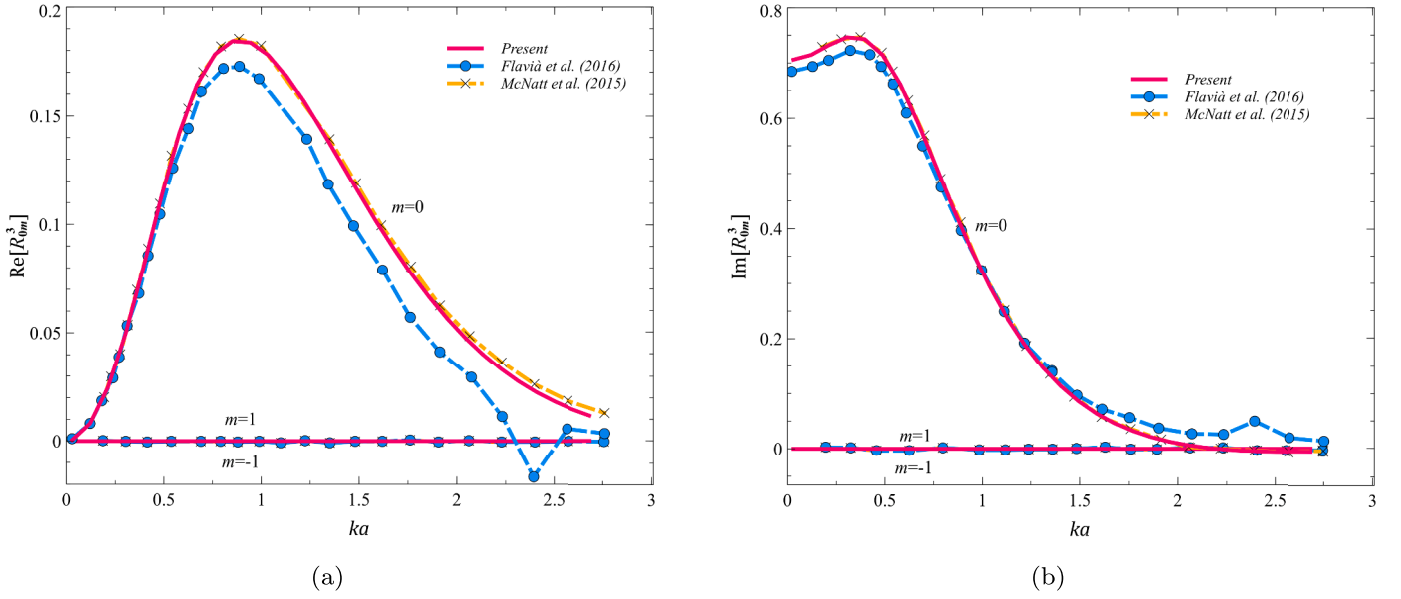 0.2
0.15
0.1
0.05
0
0
0.5
1
1.5
2
2.5
3
Re[R³₀ₘ]
ka
Present
Flavià et al. (2016)
McNatt et al. (2015)
m=0
m=1
m=-1
(a)
0.8
0.6
0.4
0.2
0
0
0.5
1
1.5
2
2.5
3
Im[R³₀ₘ]
ka
Present
Flavià et al. (2016)
McNatt et al. (2015)
m=0
m=1
m=-1
(b)